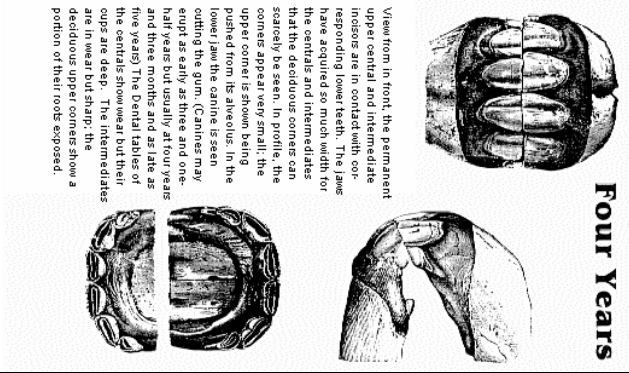 Four Years
View from in front, the permanent
upper central and intermediate
incisors are in contact with cor-
responding lower teeth. The jaws
have acquired so much width for
the centrals and intermediates
that the deciduous corners can
scarcely be seen. In profile, the
corners appear very small; the
upper corner is shown being
pushed from its alveolus. In the
lower jaw the canine is seen
cutting the gum. (Canines may
erupt as early as three and one-
half years but usually at four years
and three months and as late as
five years) The Dental tables of
the centrals show wear but their
cups are deep. The intermediates
are in wear but sharp; the
deciduous upper corners show a
portion of their roots exposed.